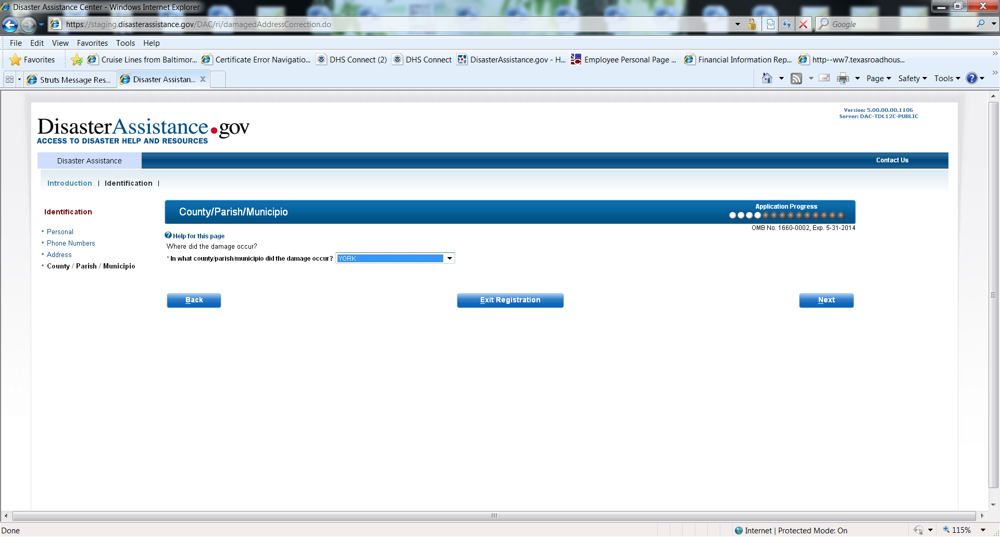 Disaster Assistance Center - Windows Internet Explorer
https://staging.disasterassistance.gov/DAC/ri/damagedAddressCorrection.do
Google
File Edit View Favorites Tools Help
Favorites Cruise Lines from Baltimor... Certificate Error Navigatio... DHS Connect (2) DHS Connect DisasterAssistance.gov - H... Employee Personal Page ... Financial Information Rep... http--ww7.texasroadhous...
Struts Message Res... Disaster Assistan... Page Safety Tools
Version: 5.00.00.00.1106
Server: DAC-TDL12C-PUBLIC
DisasterAssistance.gov
ACCESS TO DISASTER HELP AND RESOURCES
Disaster Assistance Contact Us
Introduction | Identification |
Identification
• Personal
• Phone Numbers
• Address
• County / Parish / Municipio
County/Parish/Municipio
Application Progress
OMB No. 1660-0002, Exp. 5-31-2014
Help for this page
Where did the damage occur?
* In what county/parish/municipio did the damage occur? YORK
Back Exit Registration Next
Done Internet | Protected Mode: On 115%